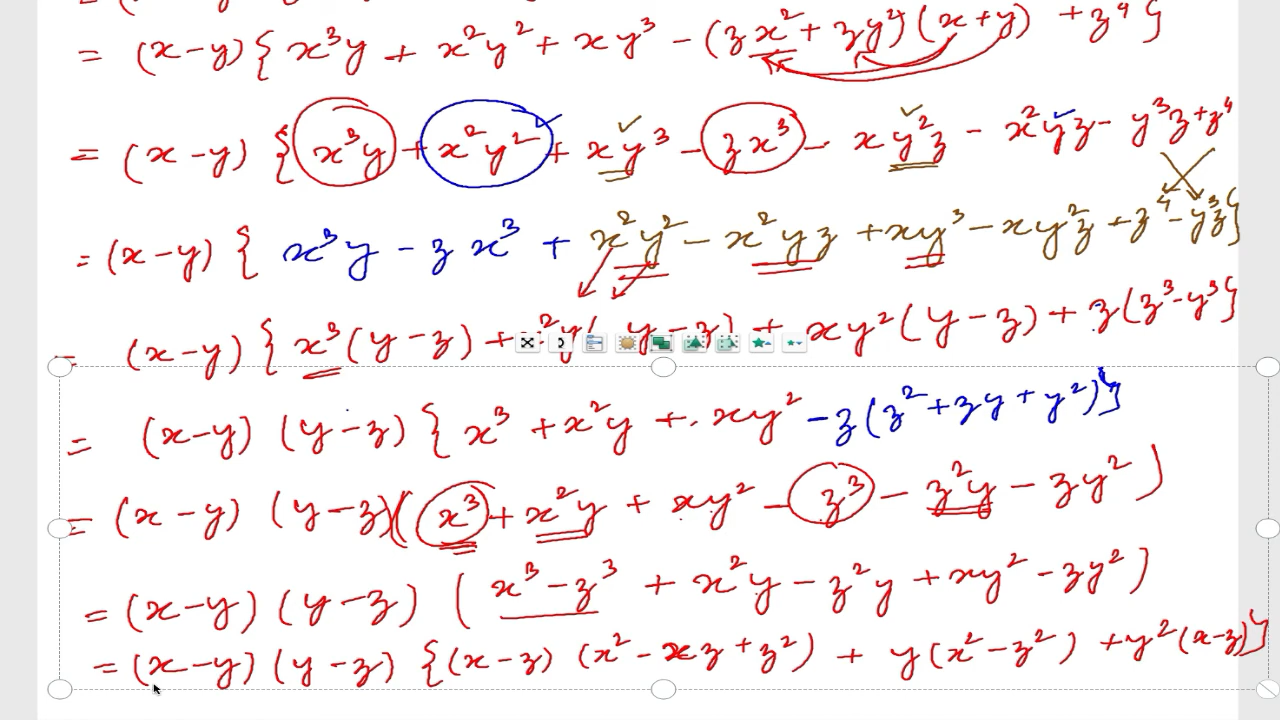 = (x-y){ x³y + x²y² + xy³ - (zx² + zy²)(x+y) + z⁴}
= (x-y) { x³y + x²y² + xy³ - zx³ - xy²z - x²yz - y³z + z⁴
= (x-y) { x³y - zx³ + x²y² - x²yz + xy³ - xy²z + z⁴ - y³z}
= (x-y) { x³(y-z) + x²y( y-z) + xy²(y-z) + z(z³-y³}
= (x-y) (y-z) { x³ + x²y + xy² - z(z²+zy+y²)}
= (x-y) (y-z)( x³ + x²y + xy² - z³ - z²y - zy² )
= (x-y) (y-z) ( x³-z³ + x²y - z²y + xy² - zy² )
= (x-y) (y-z) {(x-z) (x²-xz+z²) + y(x²-z²) + y²(x-z)}